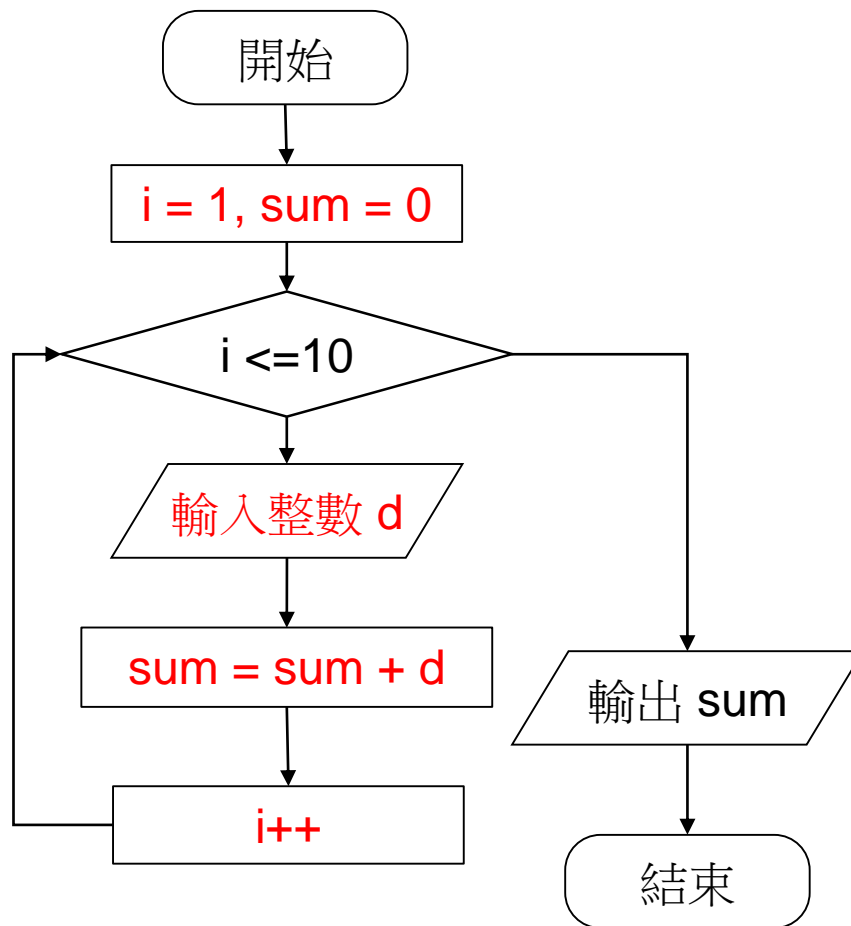 開始
i = 1, sum = 0
i <=10
輸入整數 d
sum = sum + d
i++
輸出 sum
結束